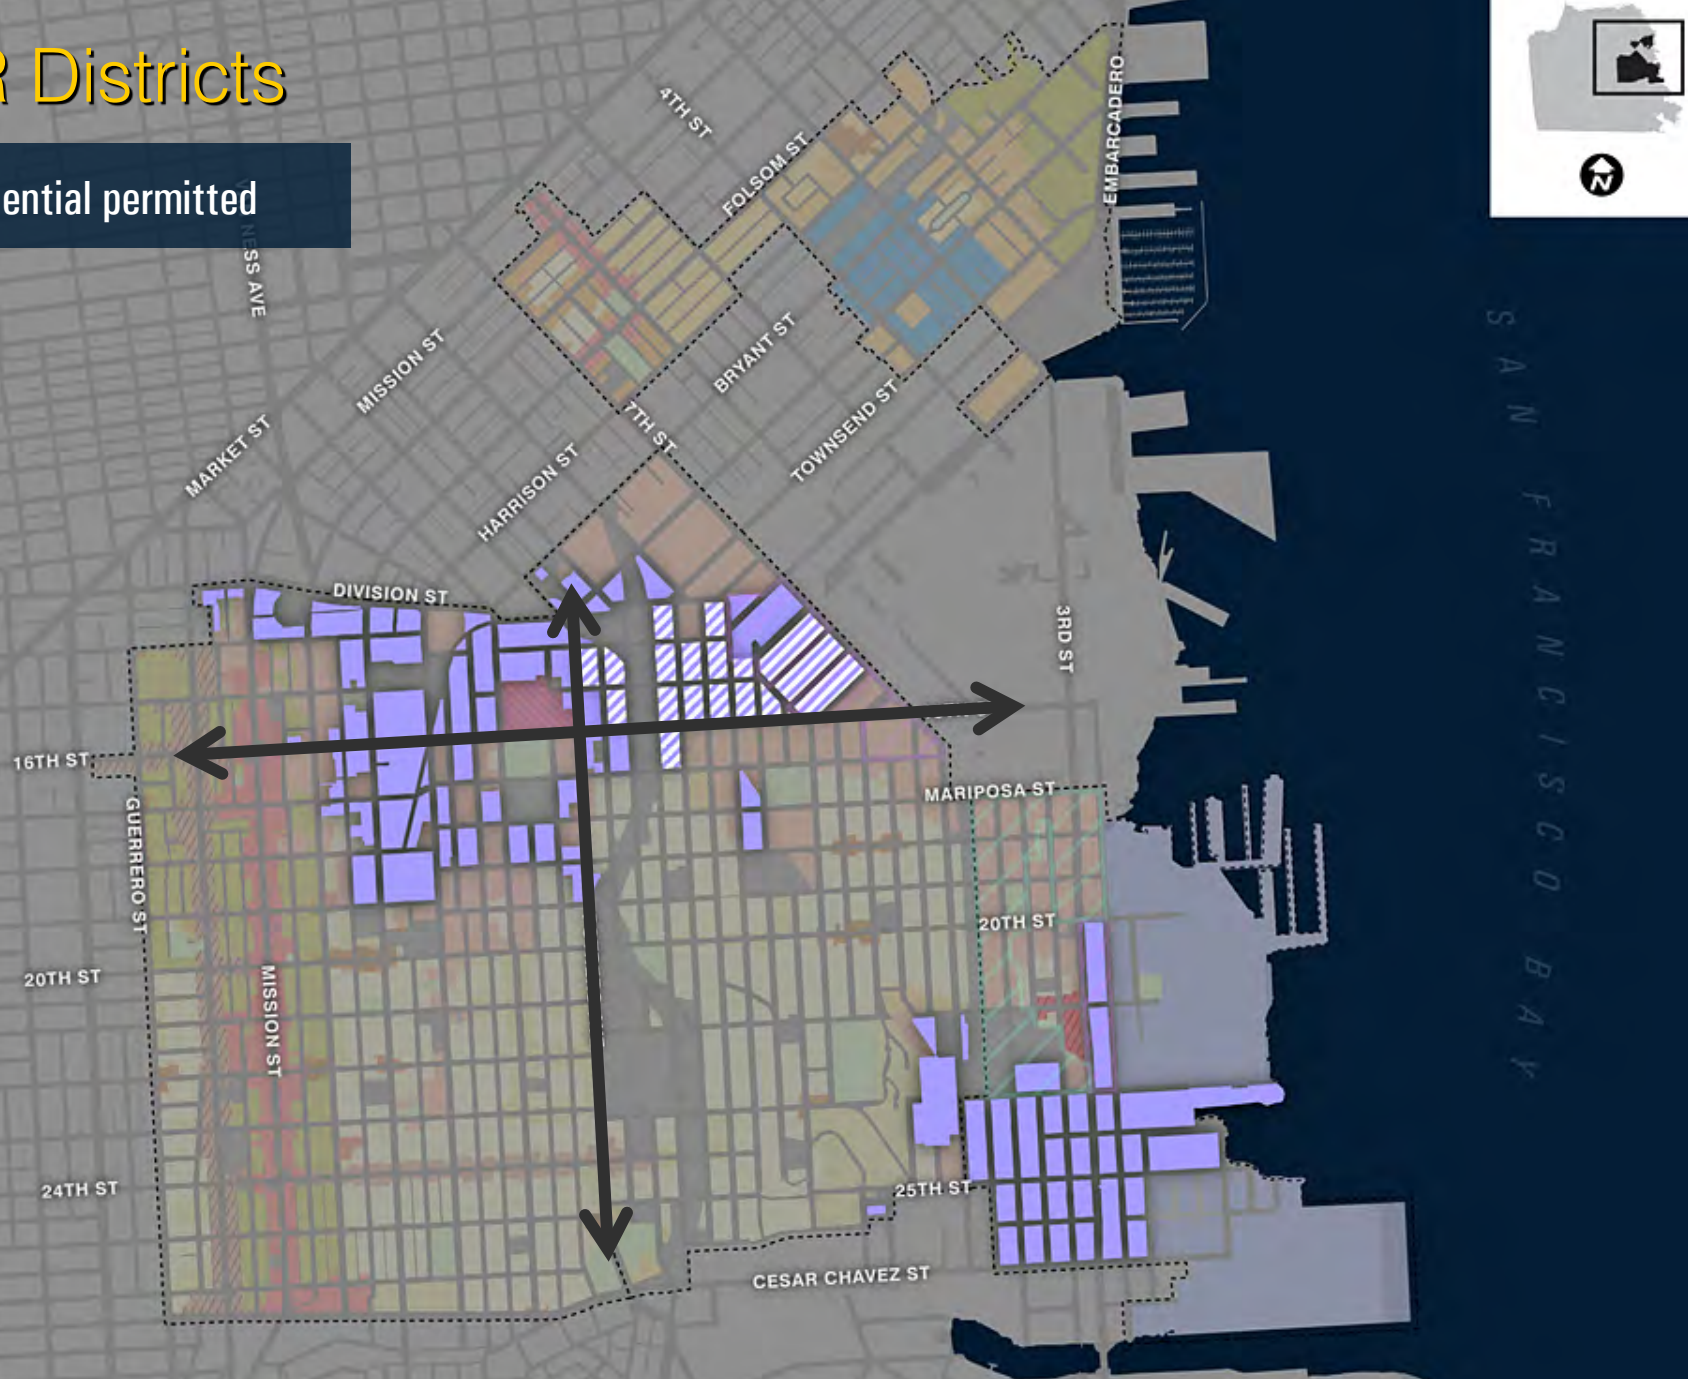 R Districts
ential permitted
NESS AVE
4TH ST
FOLSOM ST
EMBARCADERO
MISSION ST
BRYANT ST
MARKET ST
7TH ST
TOWNSEND ST
HARRISON ST
DIVISION ST
3RD ST
16TH ST
MARIPOSA ST
GUERRERO ST
20TH ST
20TH ST
MISSION ST
24TH ST
25TH ST
CESAR CHAVEZ ST
SAN FRANCISCO BAY
N